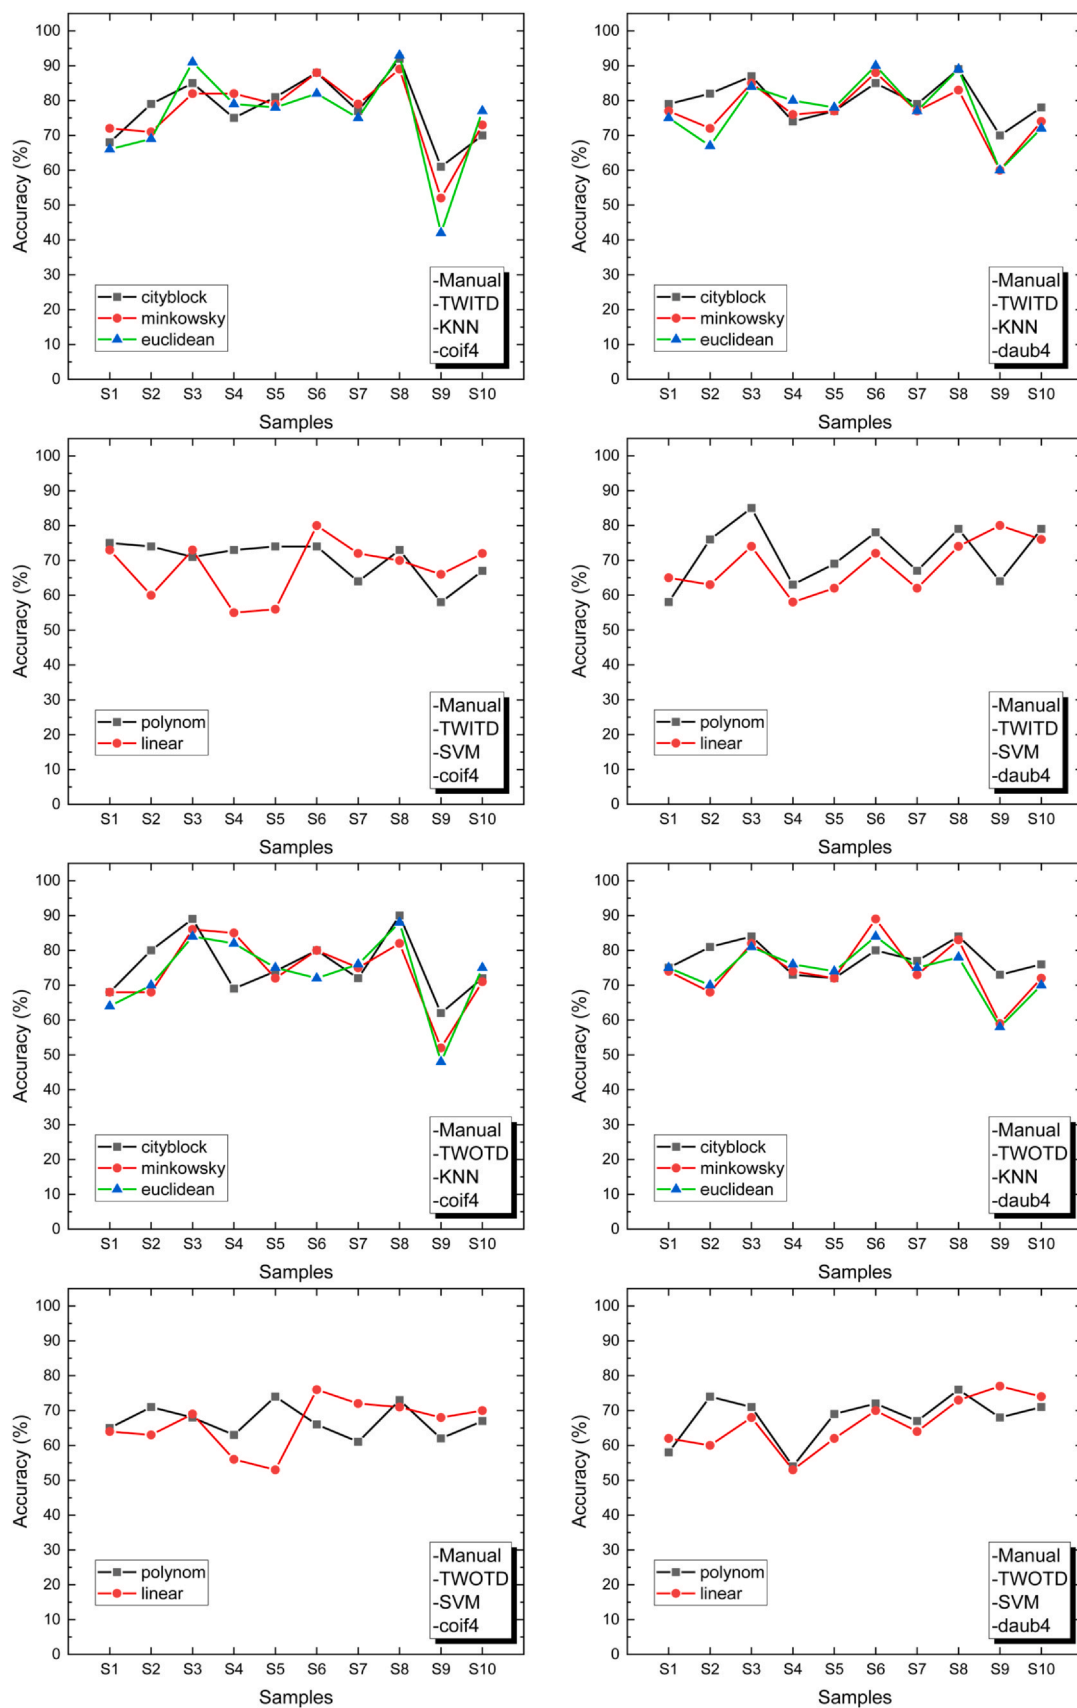 100
90
80
70
60
50
40
30
20
10
0
Accuracy (%)
cityblock
minkowsky
euclidean
-Manual
-TWITD
-KNN
-coif4
S1 S2 S3 S4 S5 S6 S7 S8 S9 S10
Samples
100
90
80
70
60
50
40
30
20
10
0
Accuracy (%)
cityblock
minkowsky
euclidean
-Manual
-TWITD
-KNN
-daub4
S1 S2 S3 S4 S5 S6 S7 S8 S9 S10
Samples
100
90
80
70
60
50
40
30
20
10
0
Accuracy (%)
polynom
linear
-Manual
-TWITD
-SVM
-coif4
S1 S2 S3 S4 S5 S6 S7 S8 S9 S10
Samples
100
90
80
70
60
50
40
30
20
10
0
Accuracy (%)
polynom
linear
-Manual
-TWITD
-SVM
-daub4
S1 S2 S3 S4 S5 S6 S7 S8 S9 S10
Samples
100
90
80
70
60
50
40
30
20
10
0
Accuracy (%)
cityblock
minkowsky
euclidean
-Manual
-TWOTD
-KNN
-coif4
S1 S2 S3 S4 S5 S6 S7 S8 S9 S10
Samples
100
90
80
70
60
50
40
30
20
10
0
Accuracy (%)
cityblock
minkowsky
euclidean
-Manual
-TWOTD
-KNN
-daub4
S1 S2 S3 S4 S5 S6 S7 S8 S9 S10
Samples
100
90
80
70
60
50
40
30
20
10
0
Accuracy (%)
polynom
linear
-Manual
-TWOTD
-SVM
-coif4
S1 S2 S3 S4 S5 S6 S7 S8 S9 S10
Samples
100
90
80
70
60
50
40
30
20
10
0
Accuracy (%)
polynom
linear
-Manual
-TWOTD
-SVM
-daub4
S1 S2 S3 S4 S5 S6 S7 S8 S9 S10
Samples